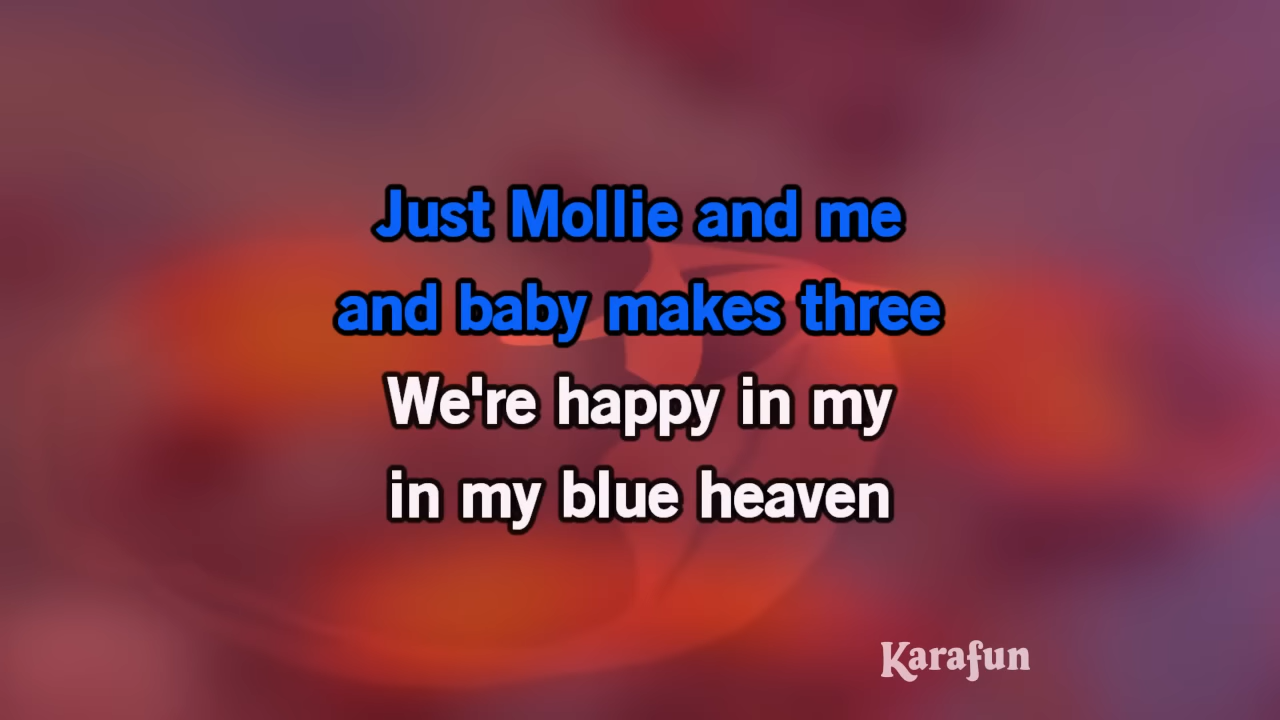 Just Mollie and me
and baby makes three
We're happy in my
in my blue heaven
Karafun